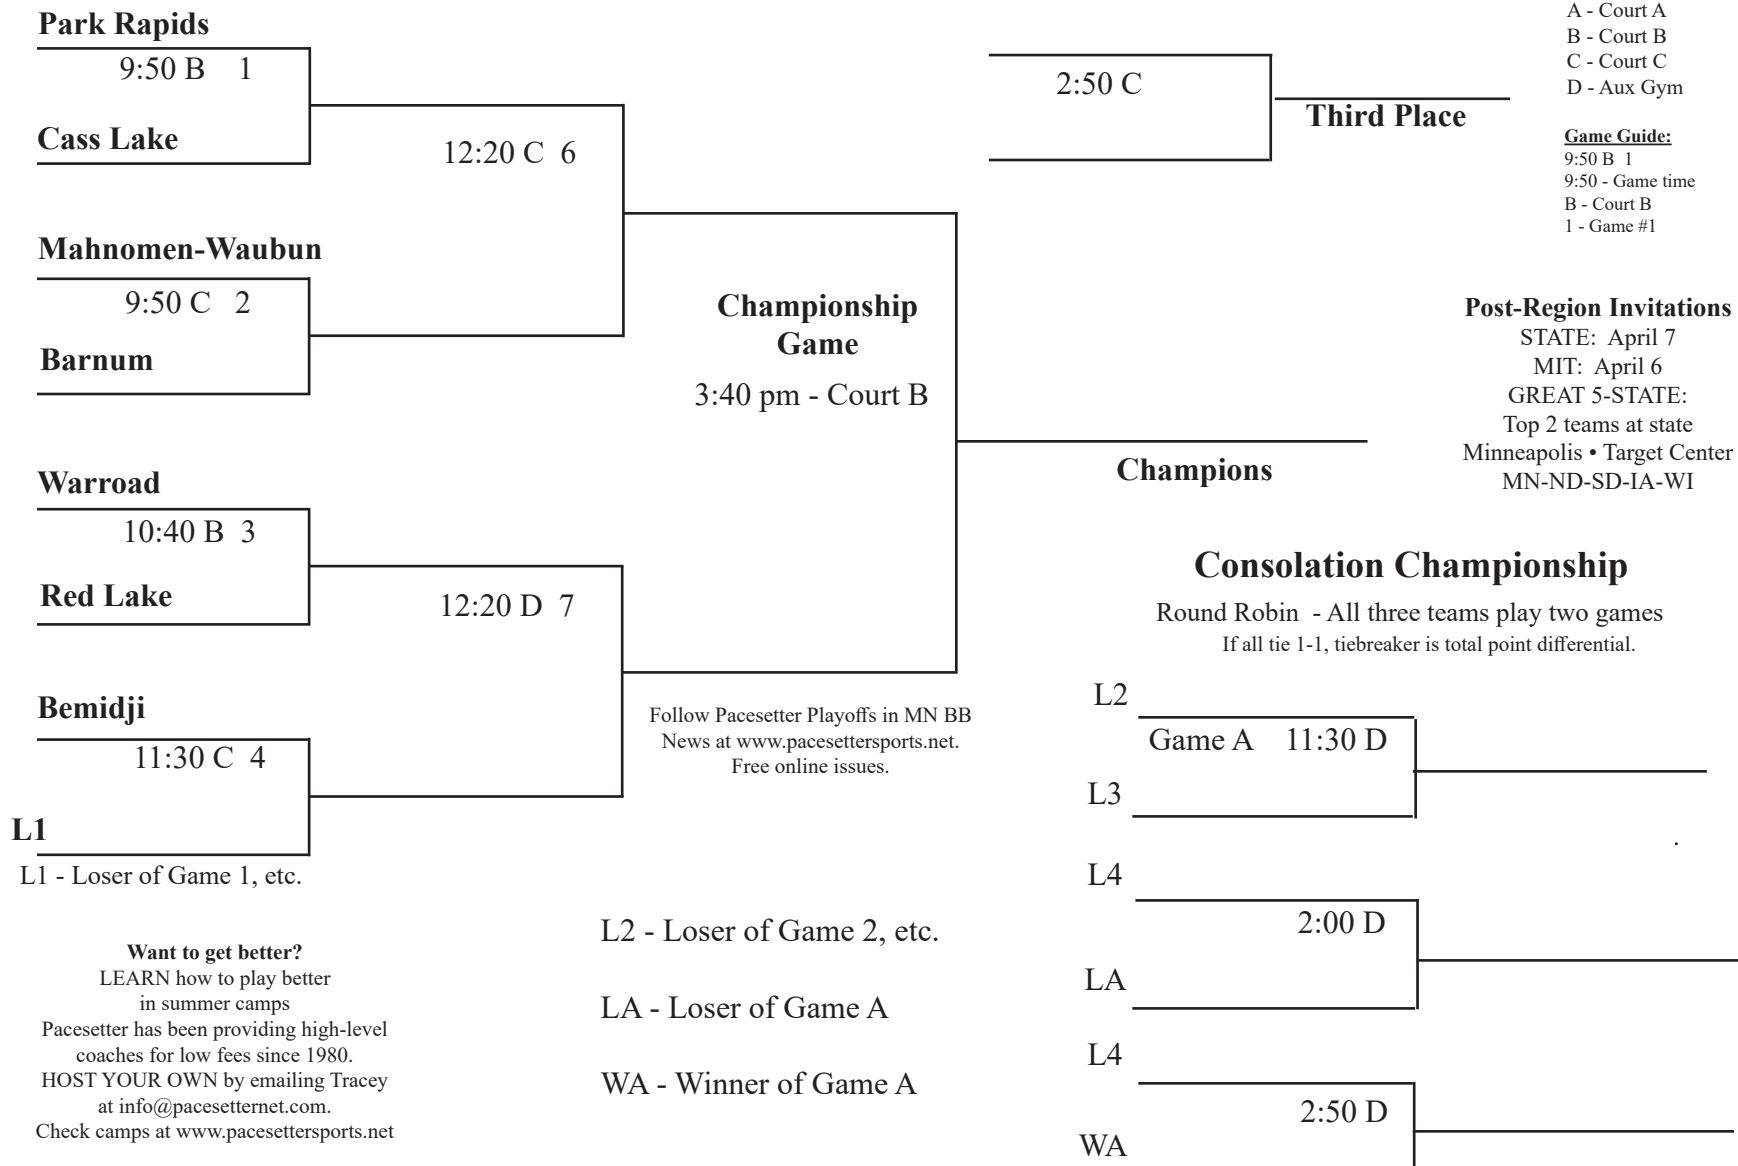 Park Rapids
9:50 B 1
Cass Lake
12:20 C 6
Mahnomen-Waubun
9:50 C 2
Barnum
Championship
Game
3:40 pm - Court B
Warroad
10:40 B 3
Red Lake
12:20 D 7
Bemidji
11:30 C 4
L1
L1 - Loser of Game 1, etc.
Champions
2:50 C
Third Place
A - Court A
B - Court B
C - Court C
D - Aux Gym
Game Guide:
9:50 B 1
9:50 - Game time
B - Court B
1 - Game #1
Post-Region Invitations
STATE: April 7
MIT: April 6
GREAT 5-STATE:
Top 2 teams at state
Minneapolis • Target Center
MN-ND-SD-IA-WI
Follow Pacesetter Playoffs in MN BB
News at www.pacesettersports.net.
Free online issues.
Want to get better?
LEARN how to play better
in summer camps
Pacesetter has been providing high-level
coaches for low fees since 1980.
HOST YOUR OWN by emailing Tracey
at info@pacesetternet.com.
Check camps at www.pacesettersports.net
L2 - Loser of Game 2, etc.
LA - Loser of Game A
WA - Winner of Game A
Consolation Championship
Round Robin - All three teams play two games
If all tie 1-1, tiebreaker is total point differential.
L2
Game A 11:30 D
L3
.
L4
2:00 D
LA
L4
2:50 D
WA